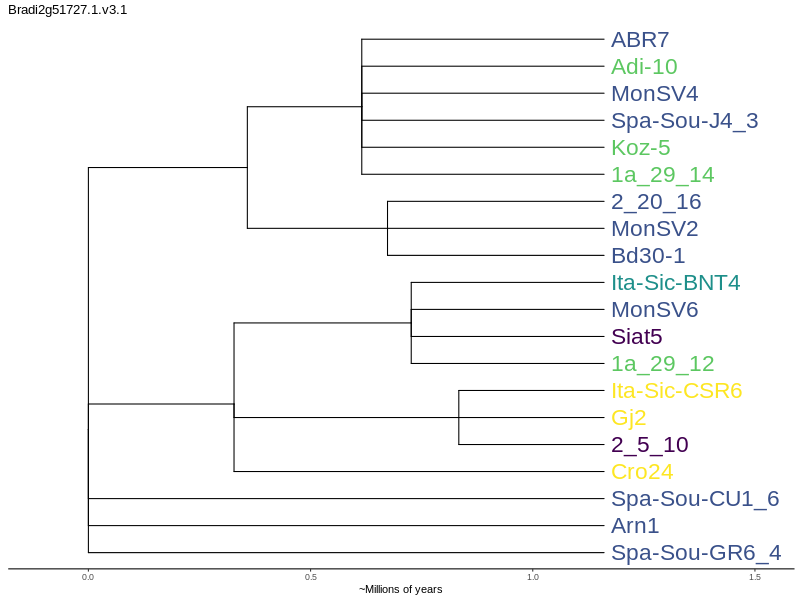 Bradi2g51727.1.v3.1
ABR7
Adi-10
MonSV4
Spa-Sou-J4_3
Koz-5
1a_29_14
2_20_16
MonSV2
Bd30-1
Ita-Sic-BNT4
MonSV6
Siat5
1a_29_12
Ita-Sic-CSR6
Gj2
2_5_10
Cro24
Spa-Sou-CU1_6
Arn1
Spa-Sou-GR6_4
0.0 0.5 1.0 1.5
~Millions of years